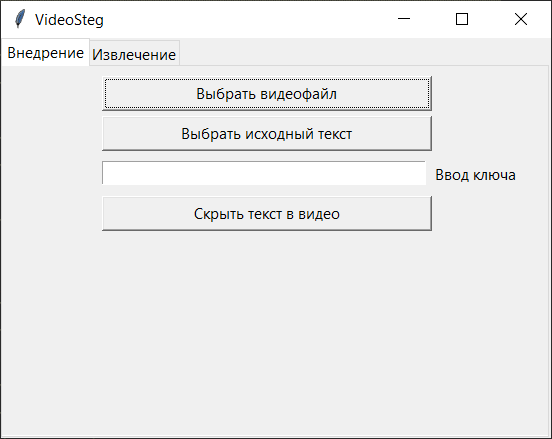 VideoSteg
Внедрение Извлечение
Выбрать видеофайл
Выбрать исходный текст
Ввод ключа
Скрыть текст в видео